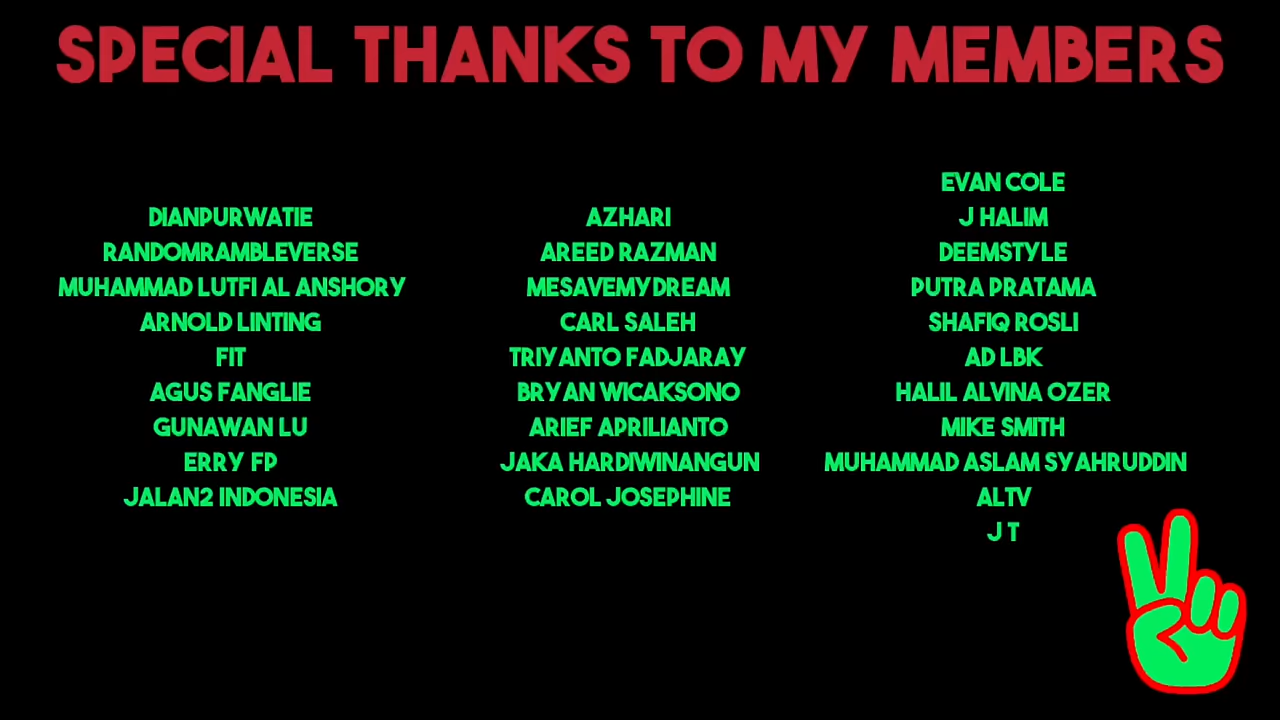 SPECIAL THANKS TO MY MEMBERS
DIANPURWATIE
RANDOMRAMBLEVERSE
MUHAMMAD LUTFI AL ANSHORY
ARNOLD LINTING
FIT
AGUS FANGLIE
GUNAWAN LU
ERRY FP
JALAN2 INDONESIA
AZHARI
AREED RAZMAN
MESAVEMYDREAM
CARL SALEH
TRIYANTO FADJARAY
BRYAN WICAKSONO
ARIEF APRILIANTO
JAKA HARDIWINANGUN
CAROL JOSEPHINE
EVAN COLE
J HALIM
DEEMSTYLE
PUTRA PRATAMA
SHAFIQ ROSLI
AD LBK
HALIL ALVINA OZER
MIKE SMITH
MUHAMMAD ASLAM SYAHRUDDIN
ALTV
J T